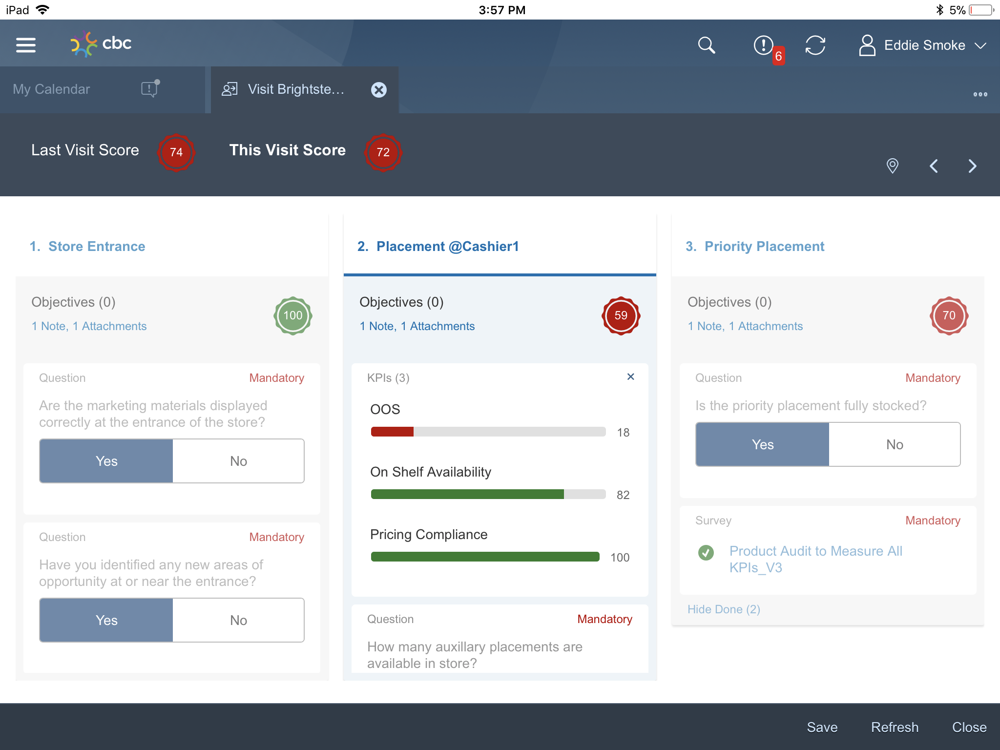 iPad
3:57 PM
5%
cbc
6
Eddie Smoke
My Calendar
Visit Brightste...
Last Visit Score
74
This Visit Score
72
1. Store Entrance
Objectives (0)
1 Note, 1 Attachments
100
Question
Mandatory
Are the marketing materials displayed
correctly at the entrance of the store?
Yes
No
Question
Mandatory
Have you identified any new areas of
opportunity at or near the entrance?
Yes
No
2. Placement @Cashier1
Objectives (0)
1 Note, 1 Attachments
59
KPIs (3)
OOS
18
On Shelf Availability
82
Pricing Compliance
100
Question
Mandatory
How many auxillary placements are
available in store?
3. Priority Placement
Objectives (0)
1 Note, 1 Attachments
70
Question
Mandatory
Is the priority placement fully stocked?
Yes
No
Survey
Mandatory
Product Audit to Measure All
KPIs_V3
Hide Done (2)
Save
Refresh
Close